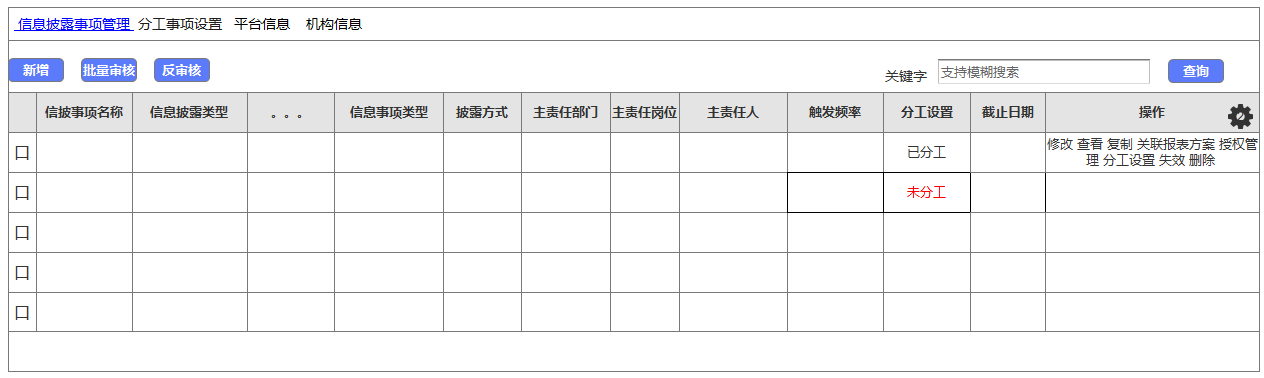 信息披露事项管理 分工事项设置 平台信息 机构信息
新增 批量审核 反审核 关键字 支持模糊搜索 查询
信披事项名称 信息披露类型 。。。 信息事项类型 披露方式 主责任部门 主责任岗位 主责任人 触发频率 分工设置 截止日期 操作
口 已分工 修改 查看 复制 关联报表方案 授权管
理 分工设置 失效 删除
口 未分工
口
口
口